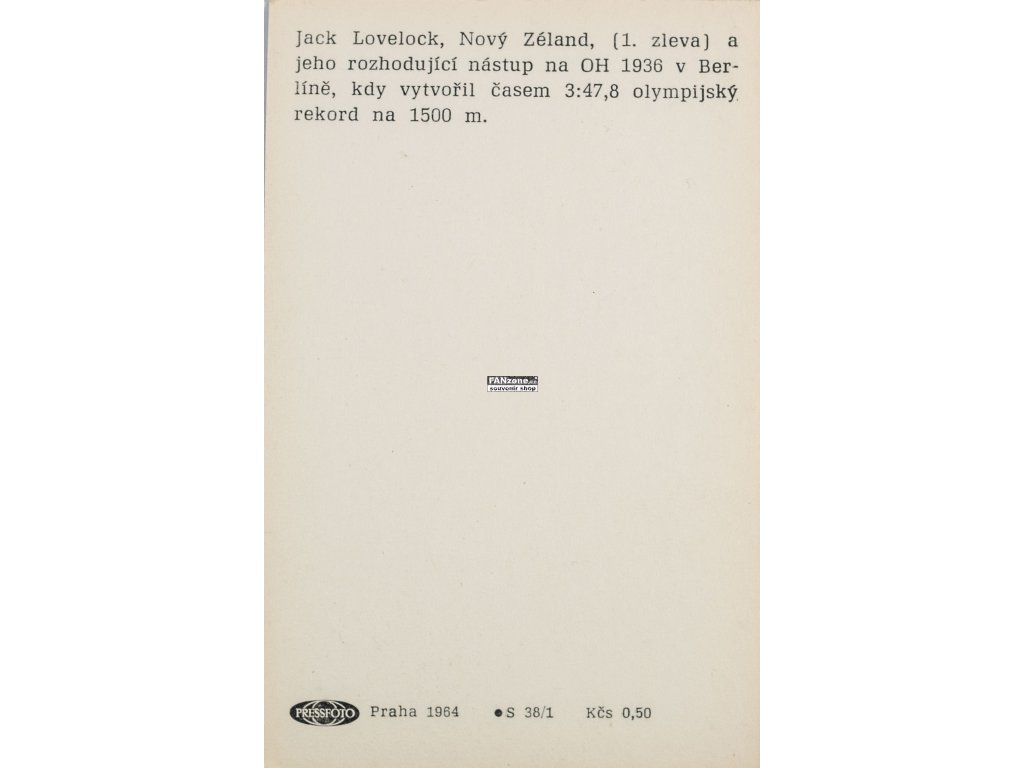 Jack Lovelock, Nový Zéland, (1. zleva) a
jeho rozhodující nástup na OH 1936 v Ber-
líně, kdy vytvořil časem 3:47,8 olympijský
rekord na 1500 m.
FANzone.cz
souvenir shop
PRESSFOTO Praha 1964 ● S 38/1 Kčs 0,50